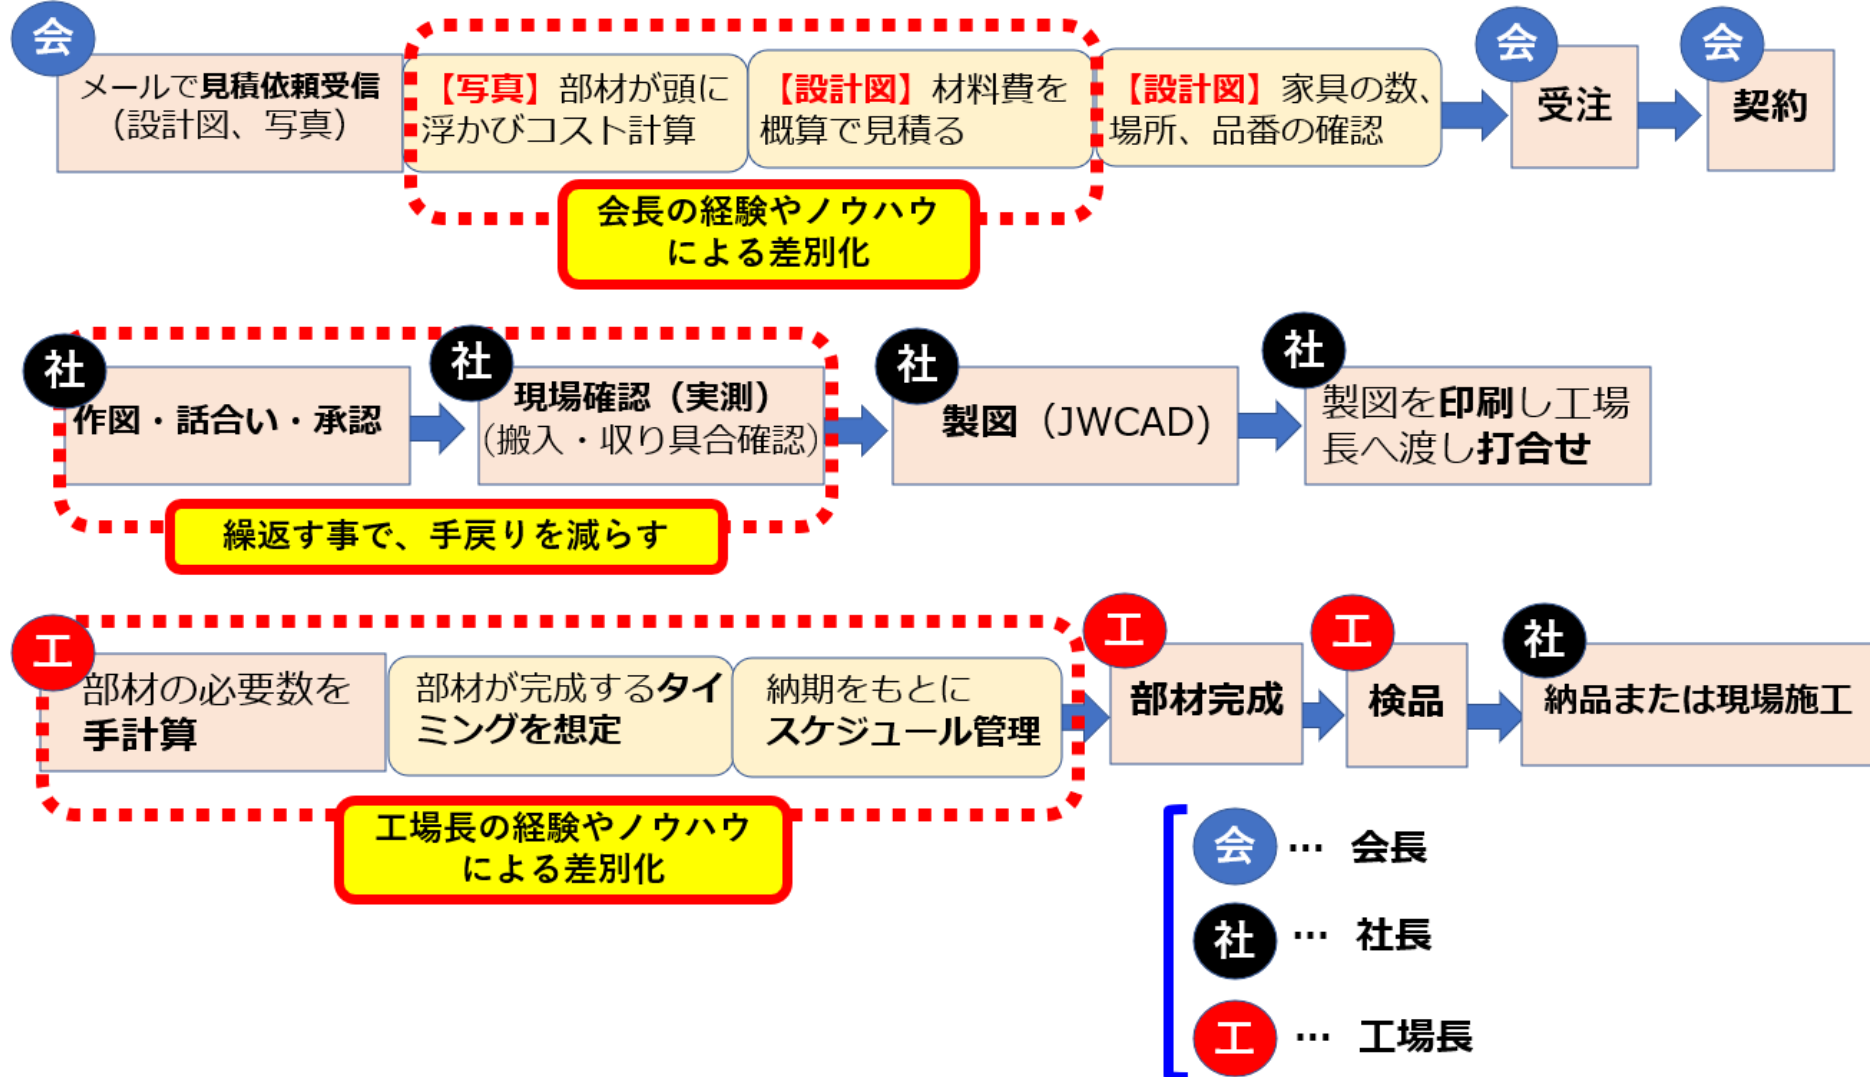 会
会
会
メールで見積依頼受信
（設計図、写真）
【写真】部材が頭に
浮かびコスト計算
【設計図】材料費を
概算で見積る
【設計図】家具の数、
場所、品番の確認
受注
契約
会長の経験やノウハウ
による差別化
社
社
社
社
作図・話合い・承認
現場確認（実測）
（搬入・収り具合確認）
製図（JWCAD)
製図を印刷し工場
長へ渡し打合せ
繰返す事で、手戻りを減らす
工
工
工
社
部材の必要数を
手計算
部材が完成するタイ
ミングを想定
納期をもとに
スケジュール管理
部材完成
検品
納品または現場施工
工場長の経験やノウハウ
による差別化
会 … 会長
社 … 社長
工 … 工場長